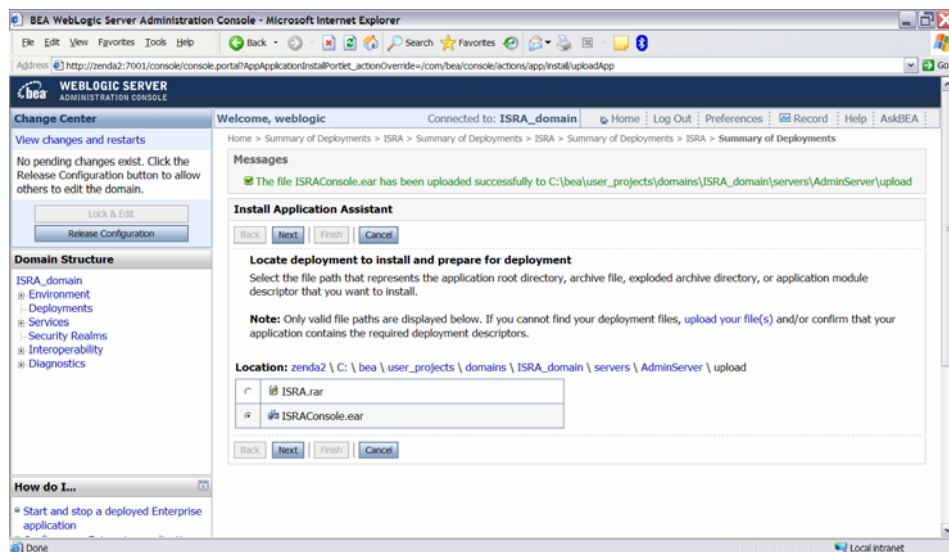 BEA WebLogic Server Administration Console - Microsoft Internet Explorer
File Edit View Favorites Tools Help
Back Search Favorites
Address http://zenda2:7001/console/console.portal?AppApplicationInstallPortlet_actionOverride=/com/bea/console/actions/app/install/uploadApp Go
bea WEBLOGIC SERVER
ADMINISTRATION CONSOLE
Change Center
View changes and restarts
No pending changes exist. Click the
Release Configuration button to allow
others to edit the domain.
Lock & Edit
Release Configuration
Domain Structure
ISRA_domain
Environment
Deployments
Services
Security Realms
Interoperability
Diagnostics
How do I...
Start and stop a deployed Enterprise
application
Welcome, weblogic Connected to: ISRA_domain Home Log Out Preferences Record Help AskBEA
Home > Summary of Deployments > ISRA > Summary of Deployments > ISRA > Summary of Deployments > ISRA > Summary of Deployments
Messages
The file ISRAConsole.ear has been uploaded successfully to C:\bea\user_projects\domains\ISRA_domain\servers\AdminServer\upload
Install Application Assistant
Back Next Finish Cancel
Locate deployment to install and prepare for deployment
Select the file path that represents the application root directory, archive file, exploded archive directory, or application module
descriptor that you want to install.
Note: Only valid file paths are displayed below. If you cannot find your deployment files, upload your file(s) and/or confirm that your
application contains the required deployment descriptors.
Location: zenda2 \ C: \ bea \ user_projects \ domains \ ISRA_domain \ servers \ AdminServer \ upload
ISRA.rar
ISRAConsole.ear
Back Next Finish Cancel
Done Local intranet